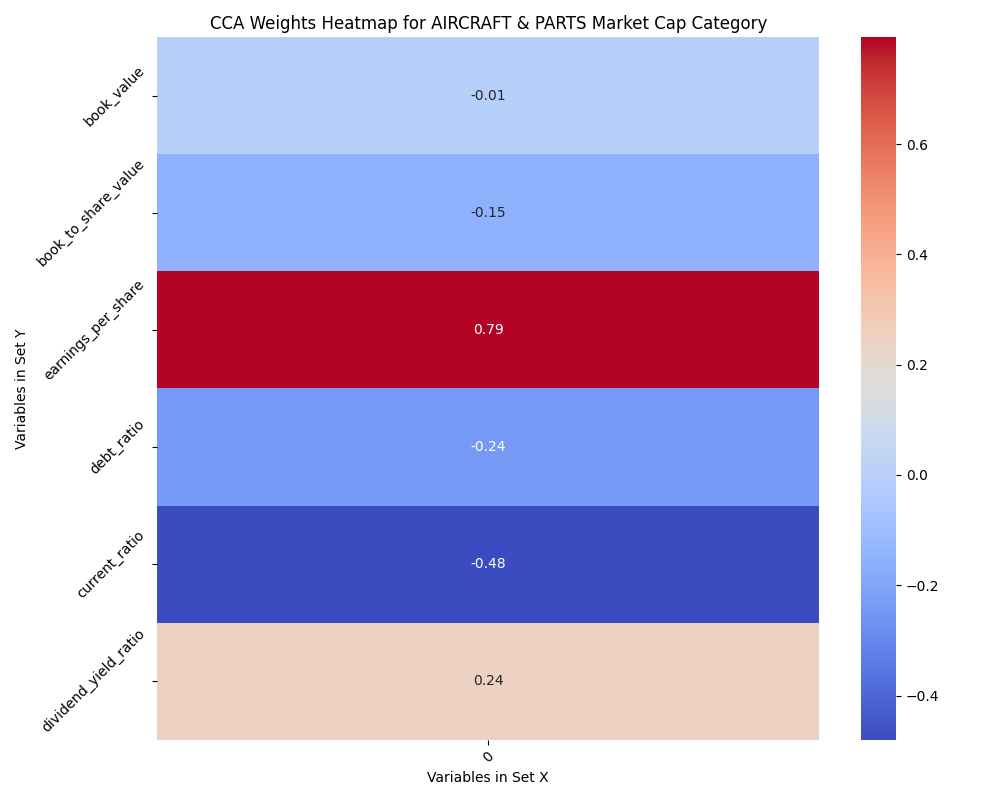 CCA Weights Heatmap for AIRCRAFT & PARTS Market Cap Category
Variables in Set Y
book_value
-0.01
book_to_share_value
-0.15
earnings_per_share
0.79
debt_ratio
-0.24
current_ratio
-0.48
dividend_yield_ratio
0.24
0
Variables in Set X
0.6
0.4
0.2
0.0
−0.2
−0.4